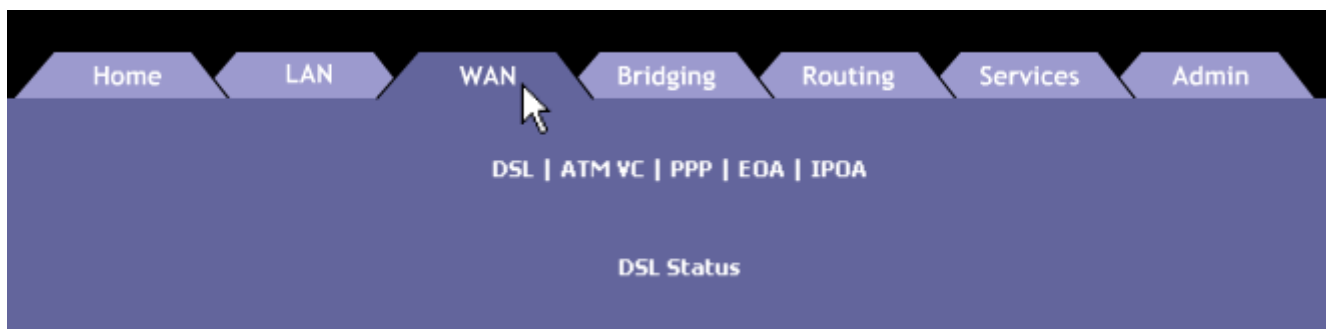 Home LAN WAN Bridging Routing Services Admin
DSL | ATM VC | PPP | EOA | IPOA
DSL Status